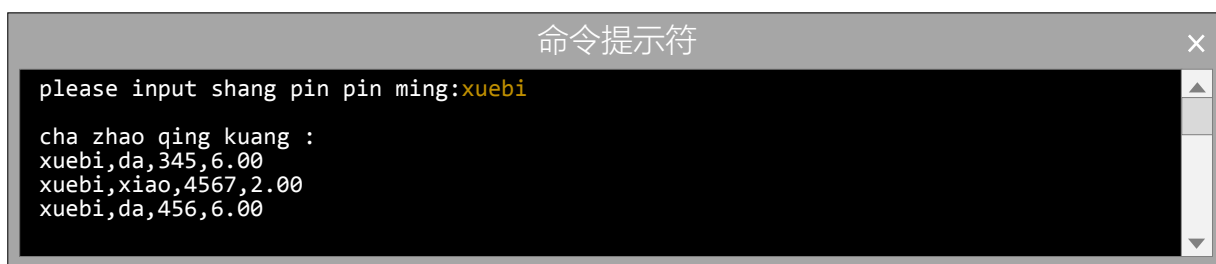 命令提示符
please input shang pin pin ming:xuebi
cha zhao qing kuang :
xuebi,da,345,6.00
xuebi,xiao,4567,2.00
xuebi,da,456,6.00